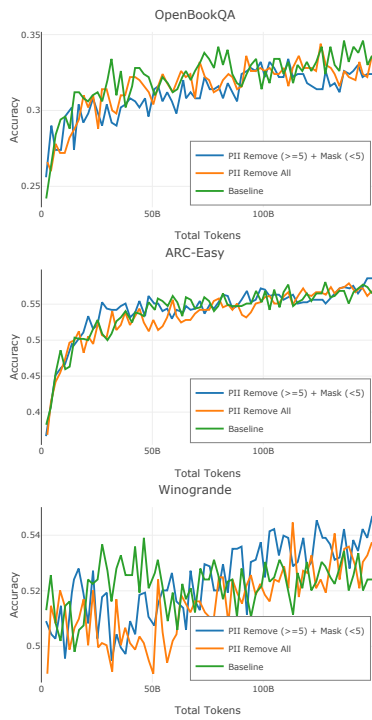 OpenBookQA
0.35
0.3
0.25
Accuracy
PII Remove (>=5) + Mask (<5)
PII Remove All
Baseline
0
50B
100B
Total Tokens
ARC-Easy
0.55
0.5
0.45
0.4
Accuracy
PII Remove (>=5) + Mask (<5)
PII Remove All
Baseline
0
50B
100B
Total Tokens
Winogrande
0.54
0.52
0.5
Accuracy
PII Remove (>=5) + Mask (<5)
PII Remove All
Baseline
0
50B
100B
Total Tokens